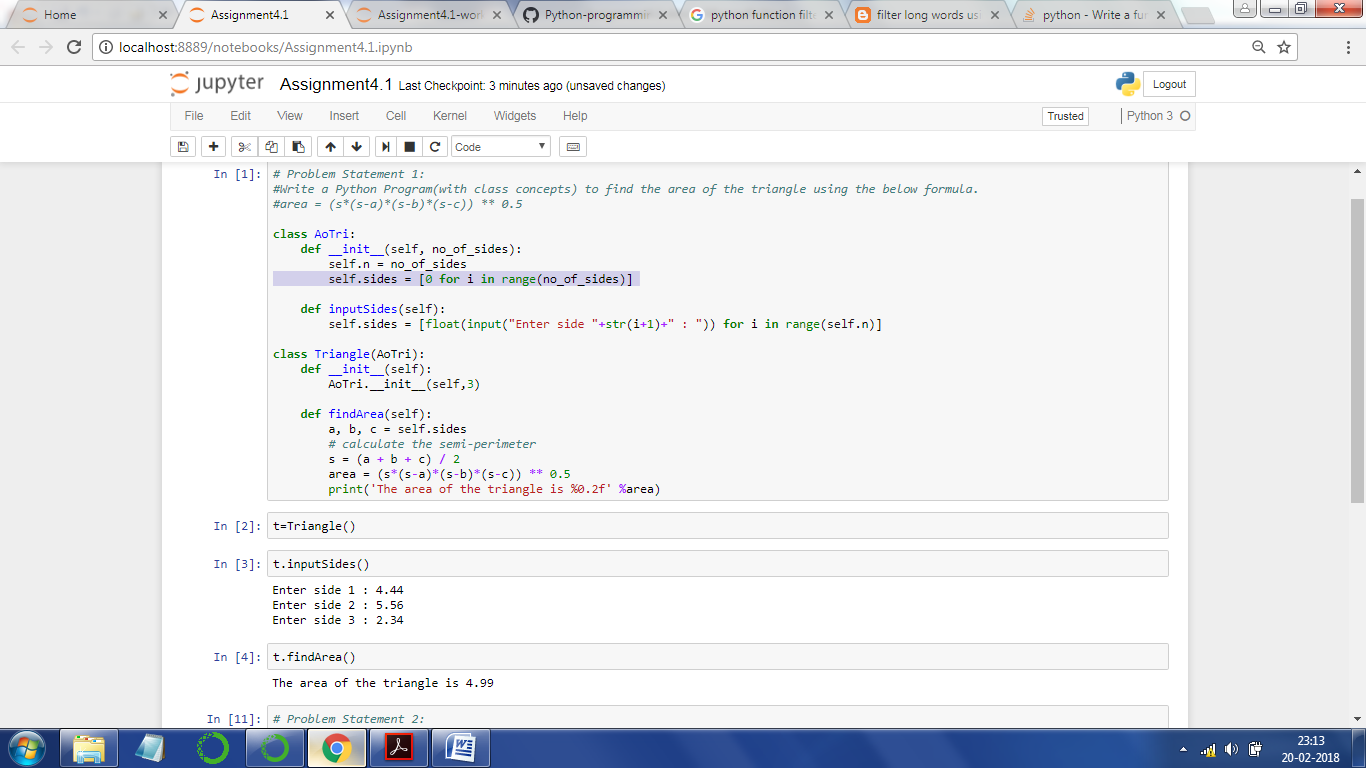 Home
Assignment4.1
Assignment4.1-wor
Python-programmin
python function filt
filter long words us
python - Write a fu
localhost:8889/notebooks/Assignment4.1.ipynb
jupyter Assignment4.1 Last Checkpoint: 3 minutes ago (unsaved changes)
Logout
File Edit View Insert Cell Kernel Widgets Help
Trusted
Python 3
Code
In [1]: # Problem Statement 1:
#Write a Python Program(with class concepts) to find the area of the triangle using the below formula.
#area = (s*(s-a)*(s-b)*(s-c)) ** 0.5
class AoTri:
def __init__(self, no_of_sides):
self.n = no_of_sides
self.sides = [0 for i in range(no_of_sides)]
def inputSides(self):
self.sides = [float(input("Enter side "+str(i+1)+" : ")) for i in range(self.n)]
class Triangle(AoTri):
def __init__(self):
AoTri.__init__(self,3)
def findArea(self):
a, b, c = self.sides
# calculate the semi-perimeter
s = (a + b + c) / 2
area = (s*(s-a)*(s-b)*(s-c)) ** 0.5
print('The area of the triangle is %0.2f' %area)
In [2]: t=Triangle()
In [3]: t.inputSides()
Enter side 1 : 4.44
Enter side 2 : 5.56
Enter side 3 : 2.34
In [4]: t.findArea()
The area of the triangle is 4.99
In [11]: # Problem Statement 2:
23:13
20-02-2018